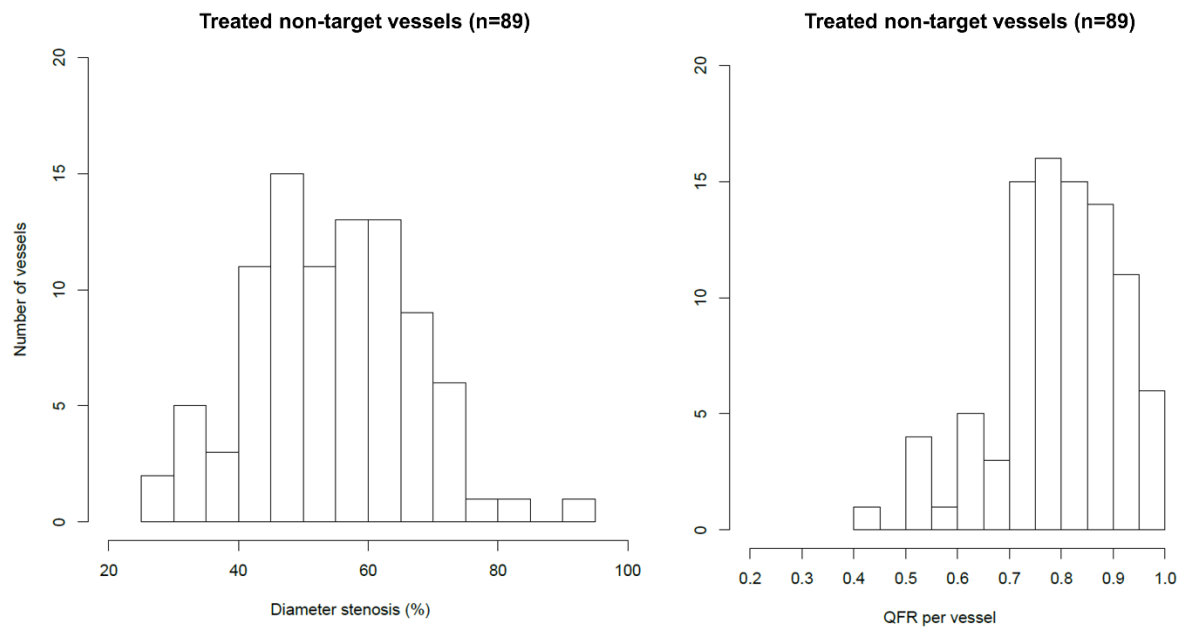 Treated non-target vessels (n=89)
Number of vessels
20
15
10
5
0
20 40 60 80 100
Diameter stenosis (%)
Treated non-target vessels (n=89)
20
15
10
5
0
0.2 0.3 0.4 0.5 0.6 0.7 0.8 0.9 1.0
QFR per vessel